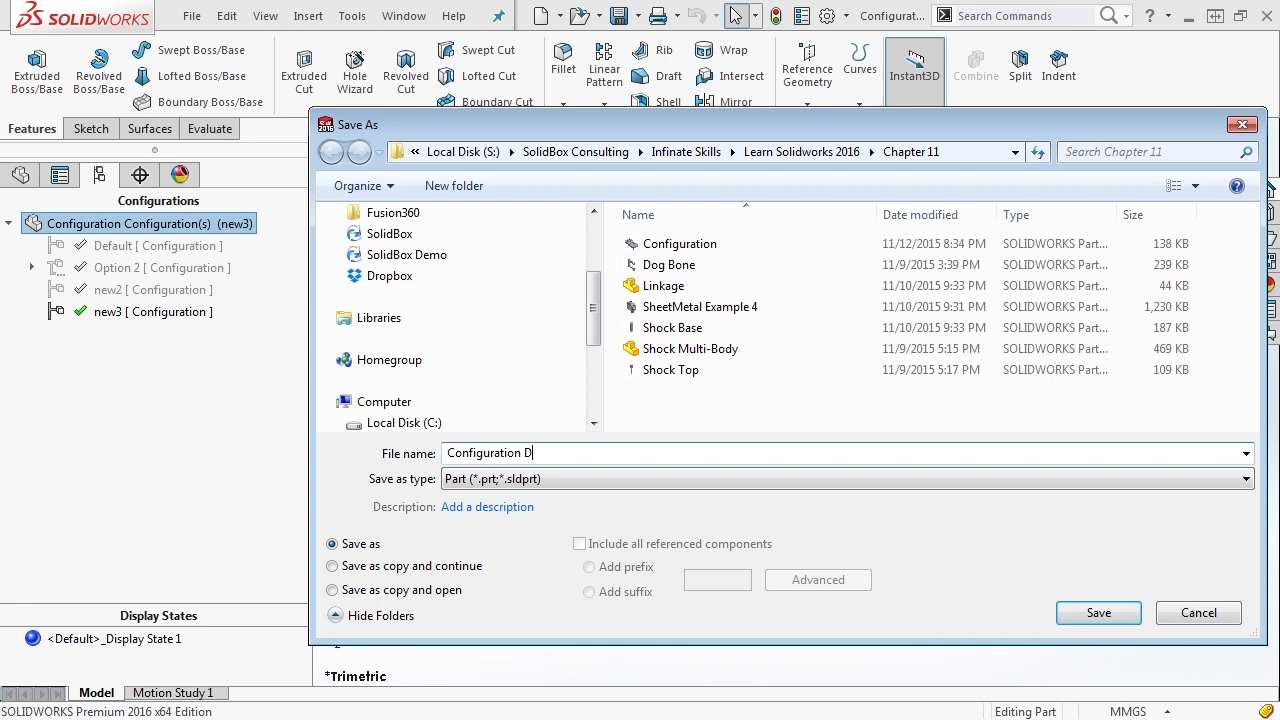 SOLIDWORKS File Edit View Insert Tools Window Help Configurat... Search Commands ?
Extruded Boss/Base Revolved Boss/Base Swept Boss/Base Lofted Boss/Base Boundary Boss/Base Extruded Cut Hole Wizard Revolved Cut Swept Cut Lofted Cut Boundary Cut Fillet Linear Pattern Rib Draft Shell Wrap Intersect Mirror Reference Geometry Curves Instant3D Combine Split Indent
Features Sketch Surfaces Evaluate
Configurations
Configuration Configuration(s) (new3)
Default [ Configuration ]
Option 2 [ Configuration ]
new2 [ Configuration ]
new3 [ Configuration ]
Display States
<Default>_Display State 1
SW 2016 Save As
« Local Disk (S:) SolidBox Consulting Infinate Skills Learn Solidworks 2016 Chapter 11 Search Chapter 11
Organize New folder ?
Fusion360
SolidBox
SolidBox Demo
Dropbox
Libraries
Homegroup
Computer
Local Disk (C:)
Name Date modified Type Size
Configuration 11/12/2015 8:34 PM SOLIDWORKS Part... 138 KB
Dog Bone 11/9/2015 3:39 PM SOLIDWORKS Part... 239 KB
Linkage 11/10/2015 9:33 PM SOLIDWORKS Part... 44 KB
SheetMetal Example 4 11/10/2015 9:31 PM SOLIDWORKS Part... 1,230 KB
Shock Base 11/10/2015 9:33 PM SOLIDWORKS Part... 187 KB
Shock Multi-Body 11/9/2015 5:15 PM SOLIDWORKS Part... 469 KB
Shock Top 11/9/2015 5:17 PM SOLIDWORKS Part... 109 KB
File name: Configuration D
Save as type: Part (*.prt;*.sldprt)
Description: Add a description
Save as
Save as copy and continue
Save as copy and open
Include all referenced components
Add prefix
Add suffix
Advanced
Hide Folders Save Cancel
*Trimetric
Model Motion Study 1
SOLIDWORKS Premium 2016 x64 Edition Editing Part MMGS